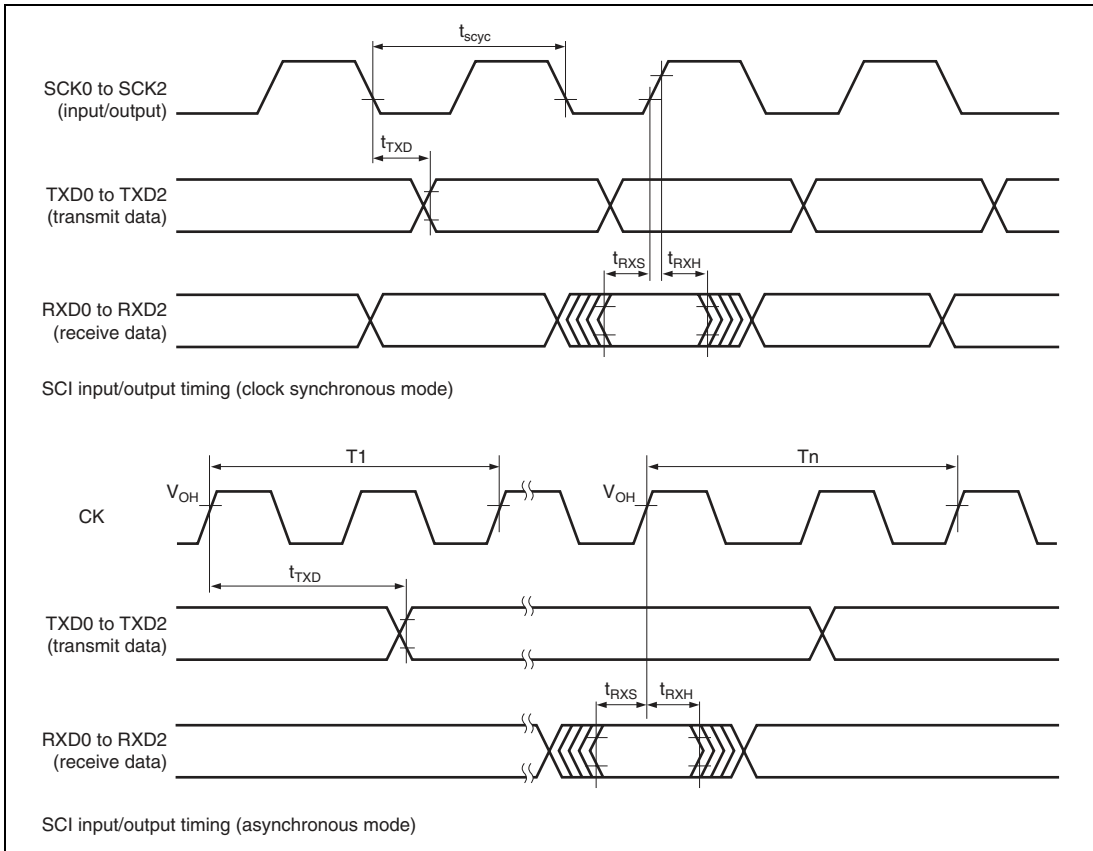 tscyc
SCK0 to SCK2
(input/output)
tTXD
TXD0 to TXD2
(transmit data)
tRXS
tRXH
RXD0 to RXD2
(receive data)
SCI input/output timing (clock synchronous mode)
T1
Tn
VOH
VOH
CK
tTXD
TXD0 to TXD2
(transmit data)
tRXS
tRXH
RXD0 to RXD2
(receive data)
SCI input/output timing (asynchronous mode)